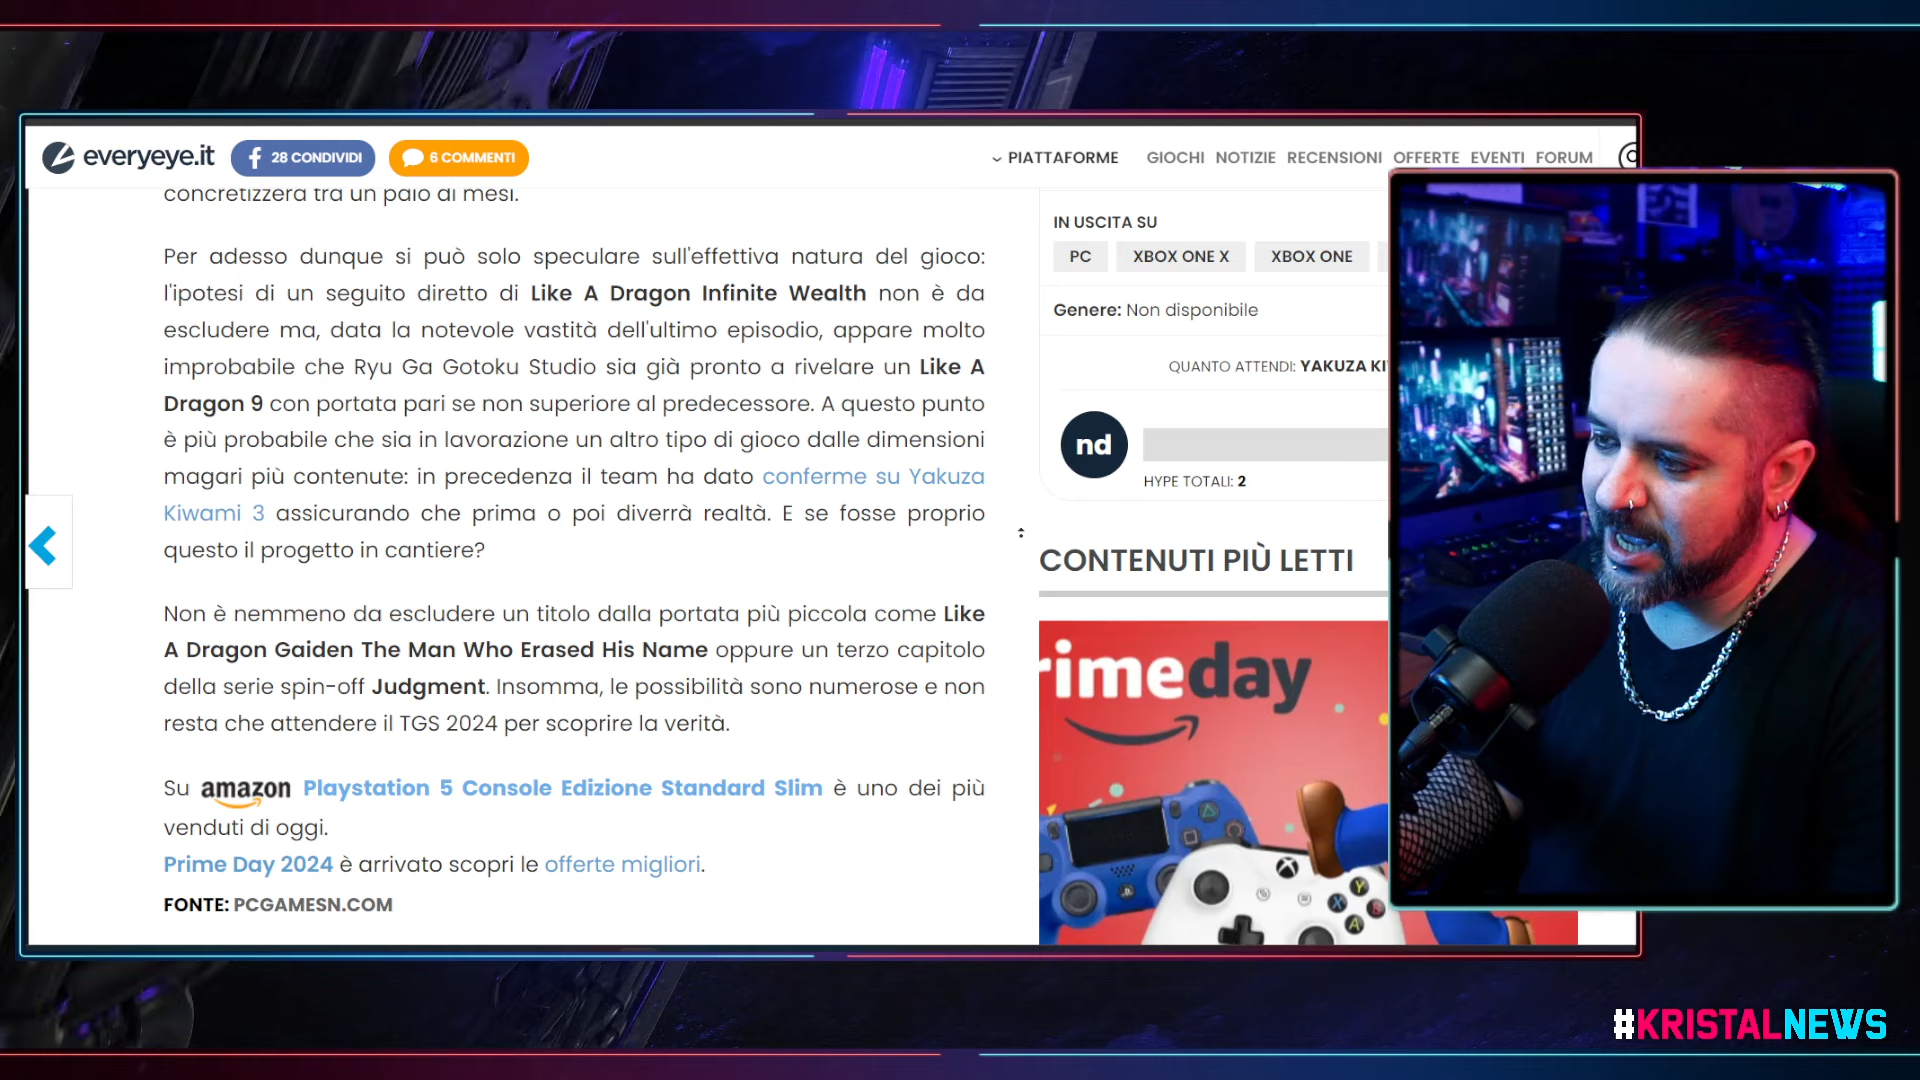 everyeye.it
28 CONDIVIDI
6 COMMENTI
PIATTAFORME GIOCHI NOTIZIE RECENSIONI OFFERTE EVENTI FORUM
concretizzerà tra un paio di mesi.
Per adesso dunque si può solo speculare sull'effettiva natura del gioco:
l'ipotesi di un seguito diretto di Like A Dragon Infinite Wealth non è da
escludere ma, data la notevole vastità dell'ultimo episodio, appare molto
improbabile che Ryu Ga Gotoku Studio sia già pronto a rivelare un Like A
Dragon 9 con portata pari se non superiore al predecessore. A questo punto
è più probabile che sia in lavorazione un altro tipo di gioco dalle dimensioni
magari più contenute: in precedenza il team ha dato conferme su Yakuza
Kiwami 3 assicurando che prima o poi diverrà realtà. E se fosse proprio
questo il progetto in cantiere?
Non è nemmeno da escludere un titolo dalla portata più piccola come Like
A Dragon Gaiden The Man Who Erased His Name oppure un terzo capitolo
della serie spin-off Judgment. Insomma, le possibilità sono numerose e non
resta che attendere il TGS 2024 per scoprire la verità.
Su amazon Playstation 5 Console Edizione Standard Slim è uno dei più
venduti di oggi.
Prime Day 2024 è arrivato scopri le offerte migliori.
FONTE: PCGAMESN.COM
IN USCITA SU
PC XBOX ONE X XBOX ONE
Genere: Non disponibile
QUANTO ATTENDI: YAKUZA KI
nd
HYPE TOTALI: 2
CONTENUTI PIÙ LETTI
rimeday
Y
X
B
A
#KRISTALNEWS